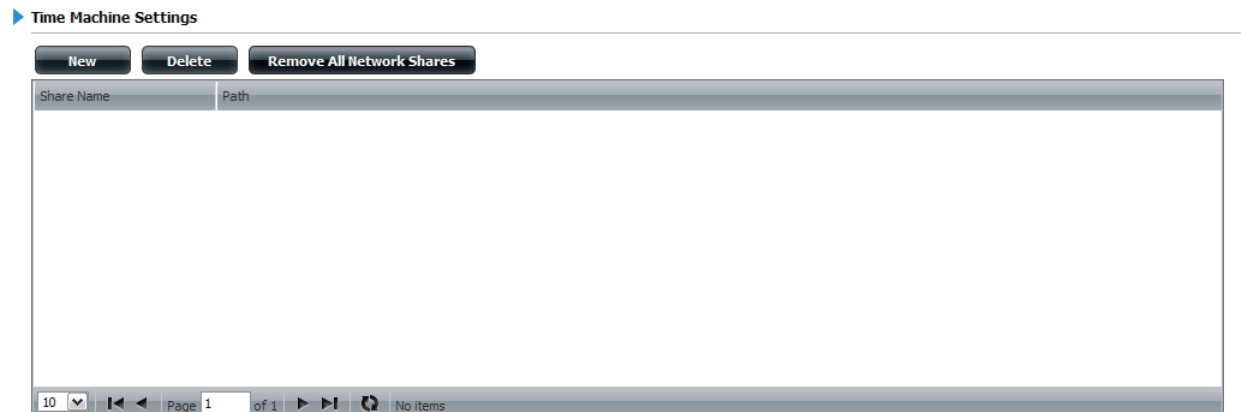 Time Machine Settings
New Delete Remove All Network Shares
Share Name Path
10 Page 1 of 1 No items